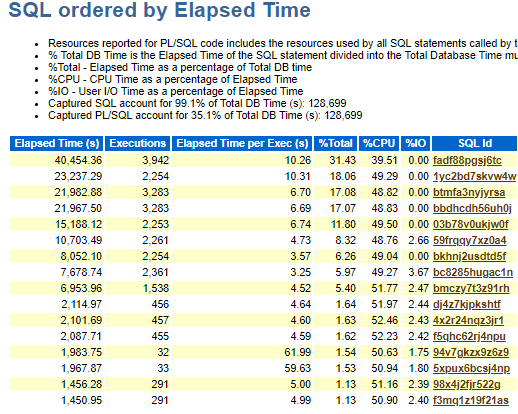 SQL ordered by Elapsed Time
Resources reported for PL/SQL code includes the resources used by all SQL statements called by t
% Total DB Time is the Elapsed Time of the SQL statement divided into the Total Database Time mu
%Total - Elapsed Time as a percentage of Total DB time
%CPU - CPU Time as a percentage of Elapsed Time
%IO - User I/O Time as a percentage of Elapsed Time
Captured SQL account for 99.1% of Total DB Time (s): 128,699
Captured PL/SQL account for 35.1% of Total DB Time (s): 128,699
Elapsed Time (s) Executions Elapsed Time per Exec (s) %Total %CPU %IO SQL Id
40,454.36 3,942 10.26 31.43 39.51 0.00 fadf88pgsj6tc
23,237.29 2,254 10.31 18.06 49.29 0.00 1yc2bd7skvw4w
21,982.88 3,283 6.70 17.08 48.82 0.00 btmfa3nyjyrsa
21,967.50 3,283 6.69 17.07 48.83 0.00 bbdhcdh56uh0j
15,188.12 2,253 6.74 11.80 49.50 0.00 03b78v0ukjw0f
10,703.49 2,261 4.73 8.32 48.76 2.66 59frqqy7xz0a4
8,052.10 2,254 3.57 6.26 49.04 0.00 bkhnj2usdtd5f
7,678.74 2,361 3.25 5.97 49.27 3.67 bc8285hugac1n
6,953.96 1,538 4.52 5.40 51.77 2.47 bmczy7t3z91rh
2,114.97 456 4.64 1.64 51.97 2.44 dj4z7kjpkshtf
2,101.69 457 4.60 1.63 52.46 2.43 4x2r24nqz3jr1
2,087.71 455 4.59 1.62 52.23 2.42 f5qhc62rj4npu
1,983.75 32 61.99 1.54 50.63 1.75 94v7gkzx9z6z9
1,967.87 33 59.63 1.53 50.94 1.80 5xpux6bcsj4np
1,456.28 291 5.00 1.13 51.16 2.39 98x4j2fjr522g
1,450.95 291 4.99 1.13 50.90 2.40 f3mq1z19f21as